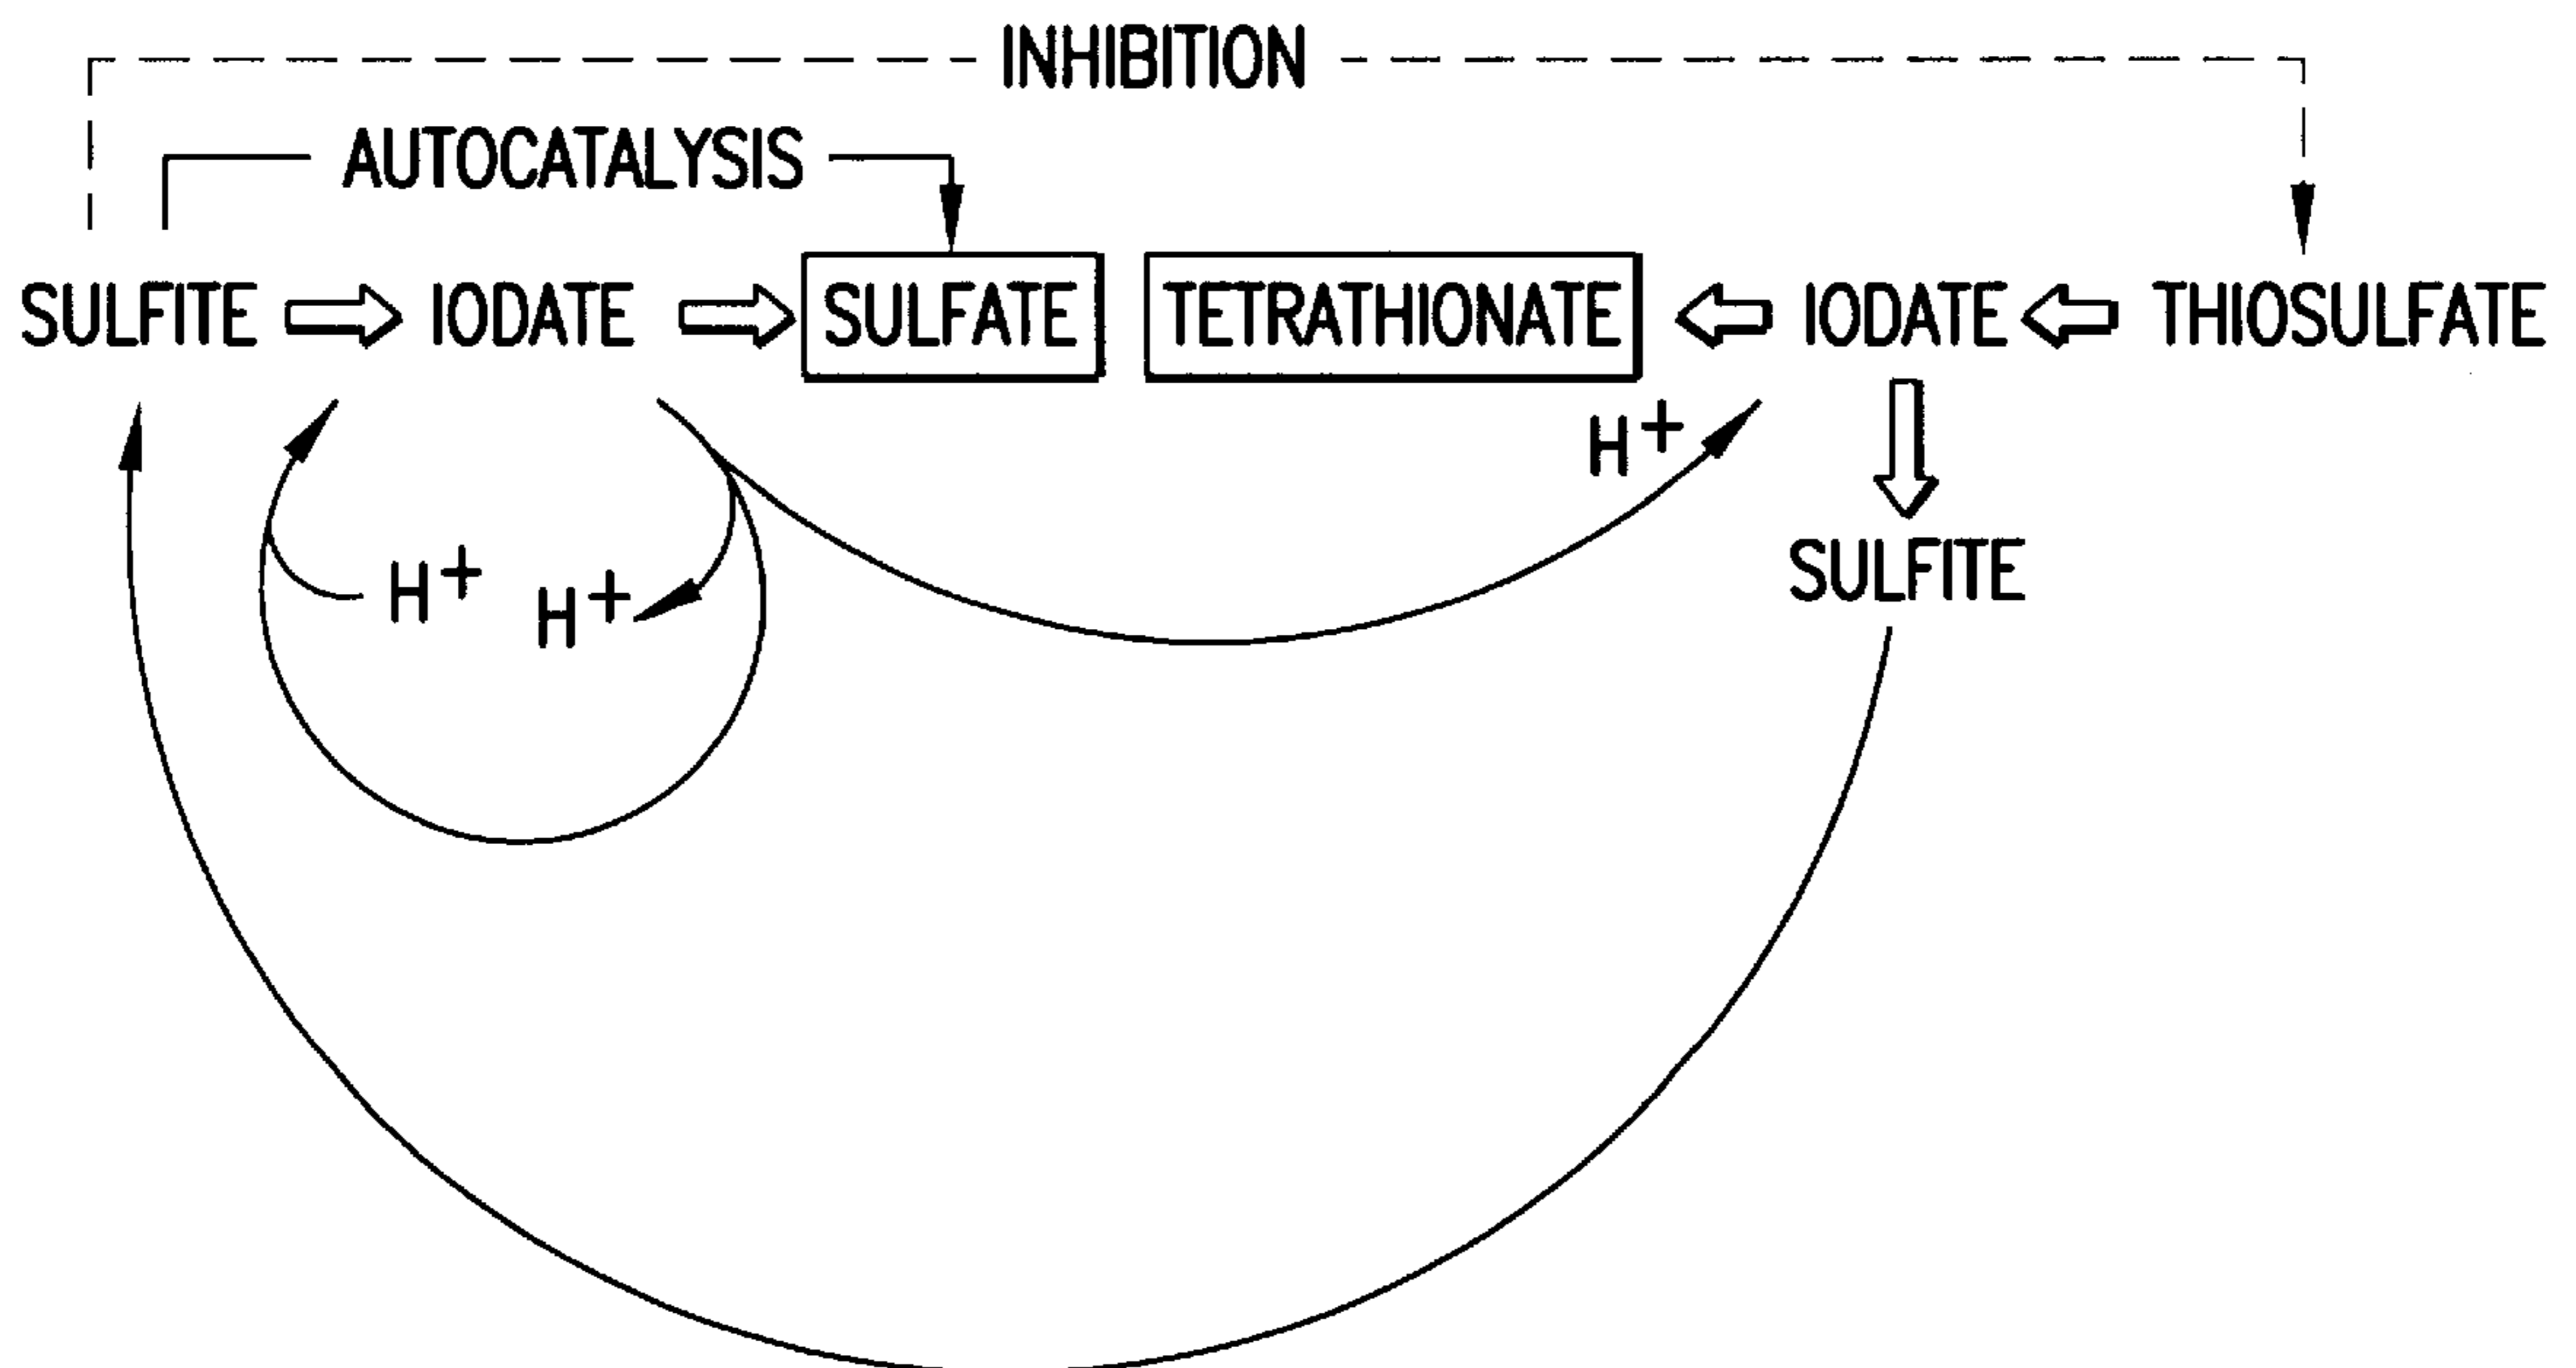 INHIBITION
AUTOCATALYSIS
SULFITE IODATE SULFATE TETRATHIONATE IODATE THIOSULFATE
H+
SULFITE
H+ H+